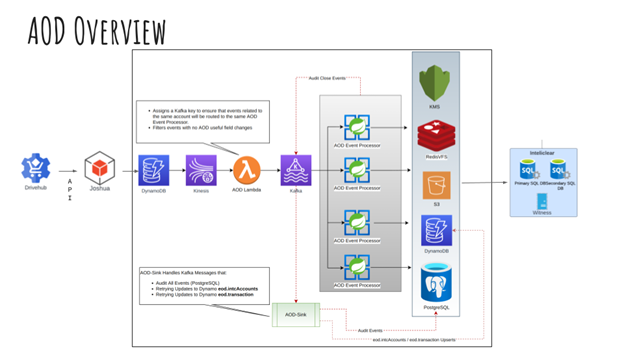 AOD Overview
Audit Close Events
• Assigns a Kafka key to ensure that events related to
the same account will be routed to the same AOD
Event Processor
• Filters events with no AOD useful field changes
KMS
AOD Event Processor
Redis/VFS
Intellclear
Drivehub
A
P
I
Joshua
DynamoDB
Kinesis
AOD Lambda
Kafka
AOD Event Processor
S3
SQL
SQL
Primary SQL DB
Secondary SQL
DB
Witness
AOD Event Processor
DynamoDB
AOD-Sink Handles Kafka Messages that:
• Audit All Events (PostgreSQL)
• Retrying Updates to Dynamo eod.intcAccounts
• Retrying Updates to Dynamo eod.transaction
AOD Event Processor
PostgreSQL
AOD-Sink
Audit Events
eod.intcAccounts / eod.transaction Upserts